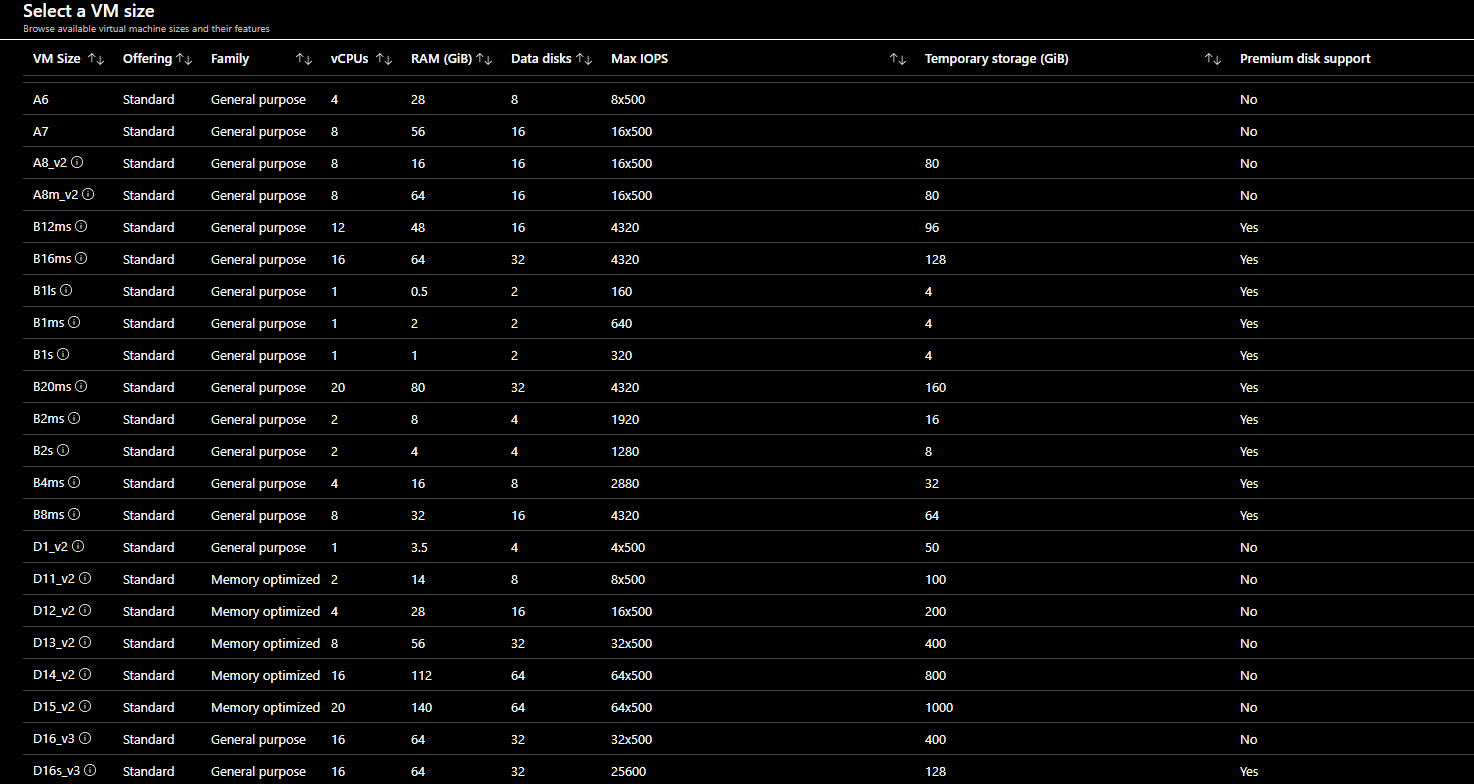 Select a VM size
Browse available virtual machine sizes and their features
VM Size Offering Family vCPUs RAM (GiB) Data disks Max IOPS Temporary storage (GiB) Premium disk support
A6 Standard General purpose 4 28 8 8x500 No
A7 Standard General purpose 8 56 16 16x500 No
A8_v2 Standard General purpose 8 16 16 16x500 80 No
A8m_v2 Standard General purpose 8 64 16 16x500 80 No
B12ms Standard General purpose 12 48 16 4320 96 Yes
B16ms Standard General purpose 16 64 32 4320 128 Yes
B1ls Standard General purpose 1 0.5 2 160 4 Yes
B1ms Standard General purpose 1 2 2 640 4 Yes
B1s Standard General purpose 1 1 2 320 4 Yes
B20ms Standard General purpose 20 80 32 4320 160 Yes
B2ms Standard General purpose 2 8 4 1920 16 Yes
B2s Standard General purpose 2 4 4 1280 8 Yes
B4ms Standard General purpose 4 16 8 2880 32 Yes
B8ms Standard General purpose 8 32 16 4320 64 Yes
D1_v2 Standard General purpose 1 3.5 4 4x500 50 No
D11_v2 Standard Memory optimized 2 14 8 8x500 100 No
D12_v2 Standard Memory optimized 4 28 16 16x500 200 No
D13_v2 Standard Memory optimized 8 56 32 32x500 400 No
D14_v2 Standard Memory optimized 16 112 64 64x500 800 No
D15_v2 Standard Memory optimized 20 140 64 64x500 1000 No
D16_v3 Standard General purpose 16 64 32 32x500 400 No
D16s_v3 Standard General purpose 16 64 32 25600 128 Yes